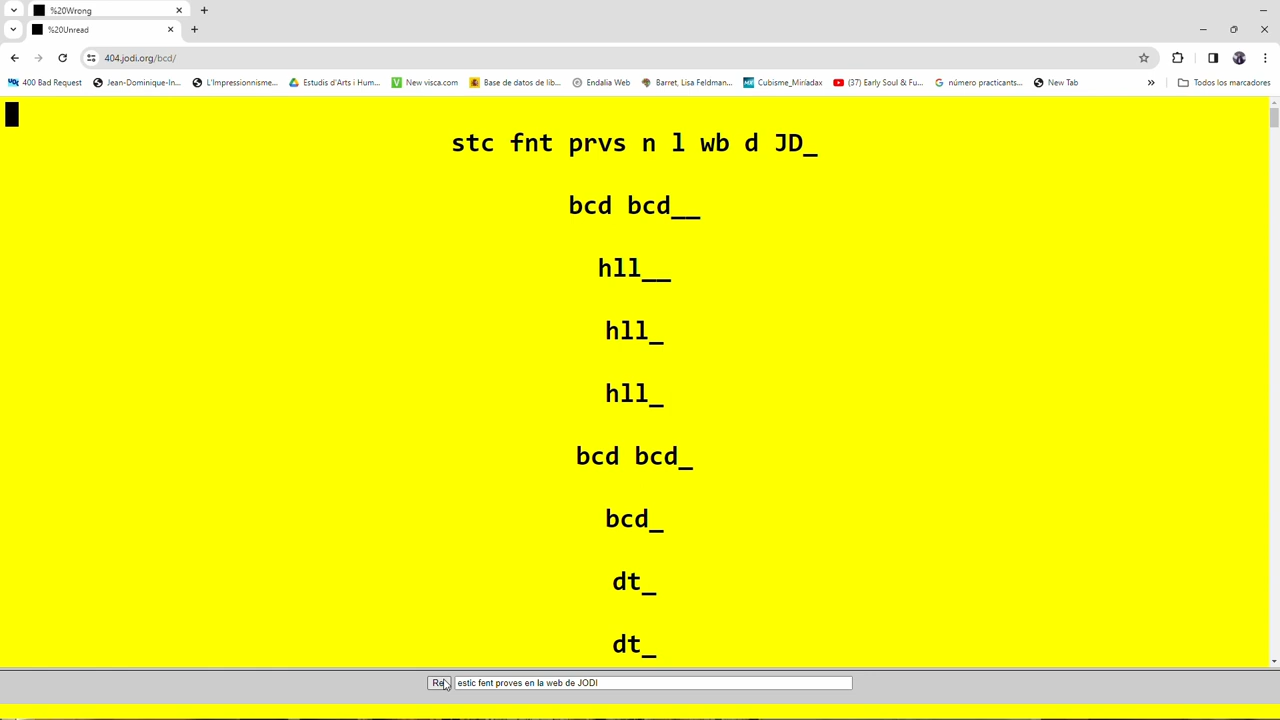 %20Wrong
%20Unread
404.jodi.org/bcd/
400 Bad Request
Jean-Dominique-In...
L'Impressionnisme...
Estudis d'Arts i Hum...
New visca.com
Base de datos de lib...
Endalia Web
Barret, Lisa Feldman...
Cubisme_Miríadax
(37) Early Soul & Fu...
número practicants...
New Tab
Todos los marcadores
stc fnt prvs n l wb d JD_
bcd bcd__
hll__
hll_
hll_
bcd bcd_
bcd_
dt_
dt_
Re estic fent proves en la web de JODI